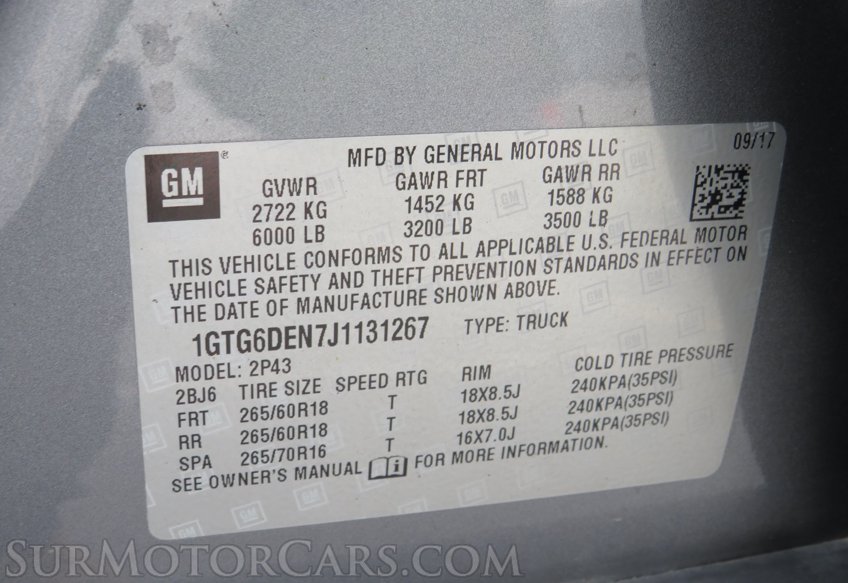 GM®
MFD BY GENERAL MOTORS LLC 09/17
GVWR GAWR FRT GAWR RR
2722 KG 1452 KG 1588 KG
6000 LB 3200 LB 3500 LB
THIS VEHICLE CONFORMS TO ALL APPLICABLE U.S. FEDERAL MOTOR
VEHICLE SAFETY AND THEFT PREVENTION STANDARDS IN EFFECT ON
THE DATE OF MANUFACTURE SHOWN ABOVE.
1GTG6DEN7J1131267 TYPE: TRUCK
MODEL: 2P43
2BJ6 TIRE SIZE SPEED RTG RIM COLD TIRE PRESSURE
FRT 265/60R18 T 18X8.5J 240KPA(35PSI)
RR 265/60R18 T 18X8.5J 240KPA(35PSI)
SPA 265/70R16 T 16X7.0J 240KPA(35PSI)
SEE OWNER'S MANUAL i FOR MORE INFORMATION.
SurMotorCars.com